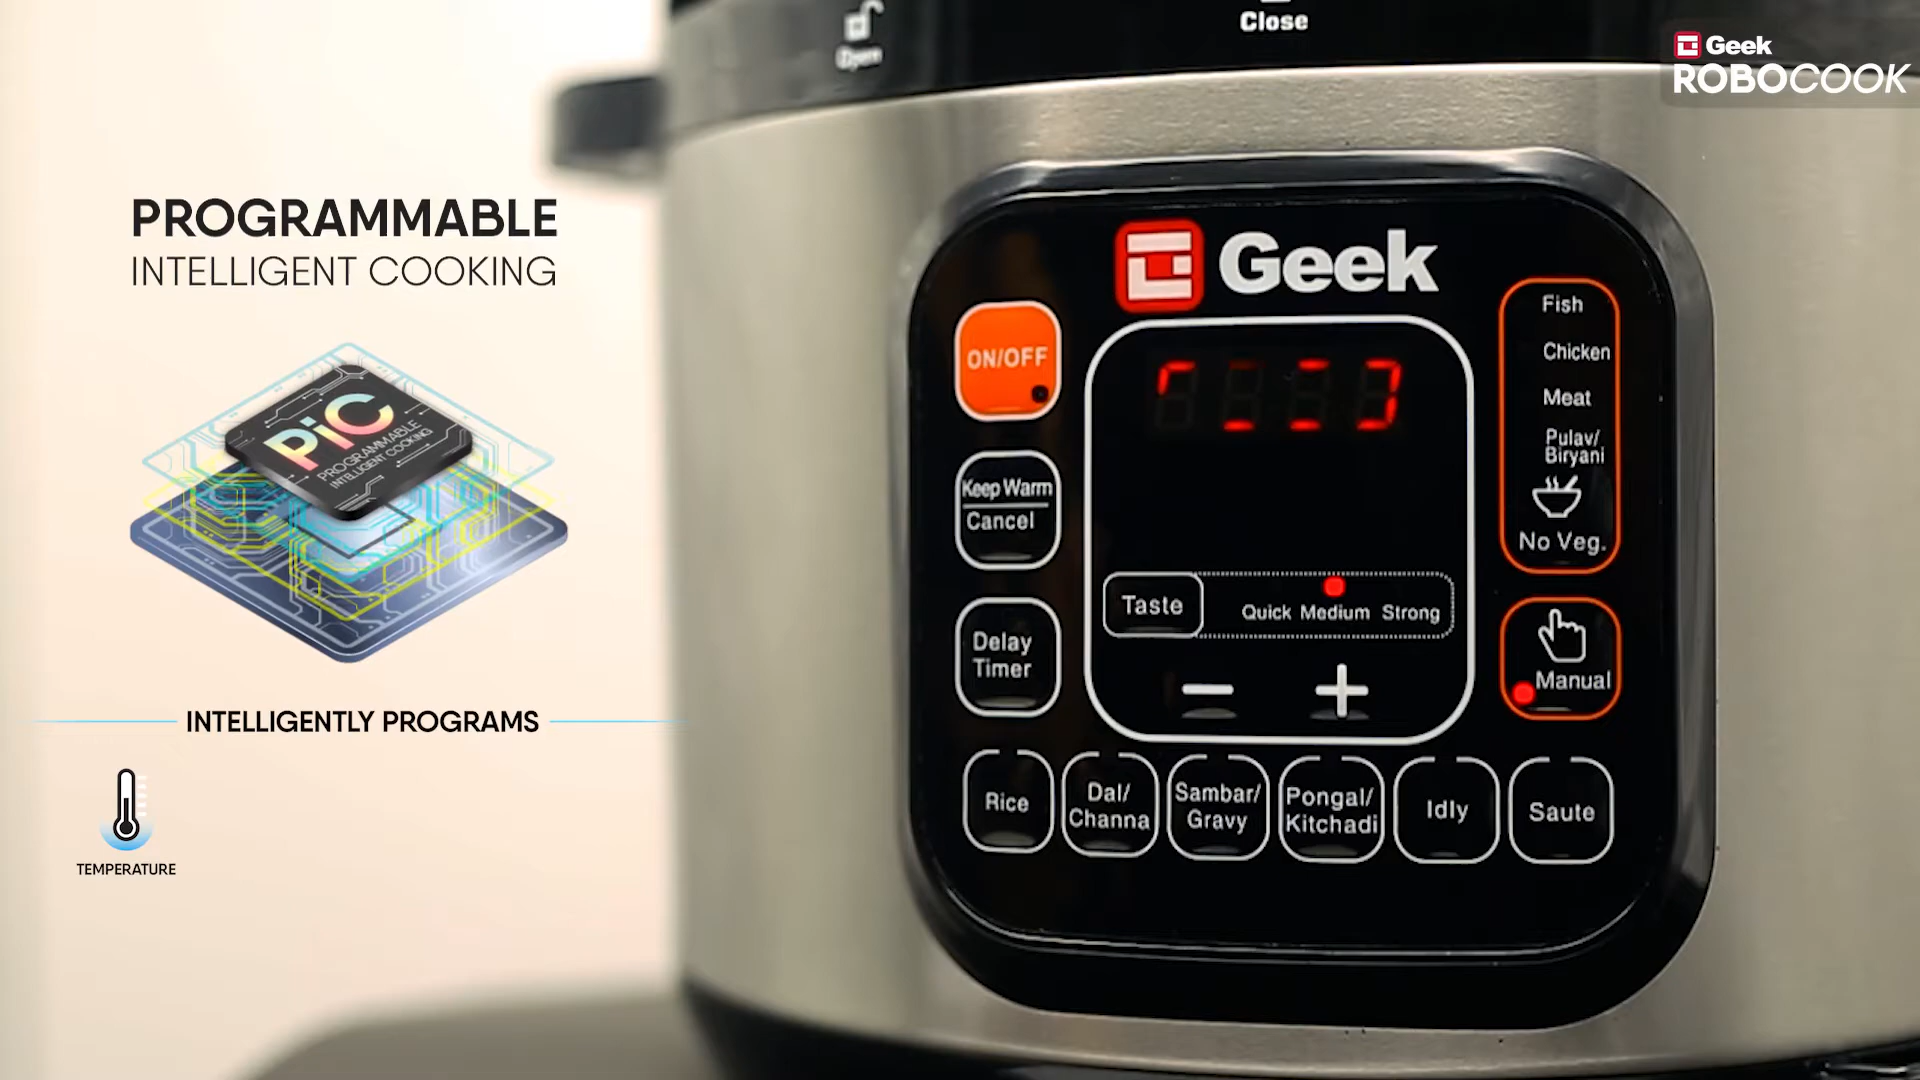 Open
Close
Geek
ROBOCOOK
PROGRAMMABLE
INTELLIGENT COOKING
PiC
PROGRAMMABLE
INTELLIGENT COOKING
INTELLIGENTLY PROGRAMS
TEMPERATURE
Geek
ON/OFF
Keep Warm
Cancel
Delay
Timer
Taste
Quick Medium Strong
Fish
Chicken
Meat
Pulav/
Biryani
No Veg.
Manual
Rice
Dal/
Channa
Sambar/
Gravy
Pongal/
Kitchadi
Idly
Saute